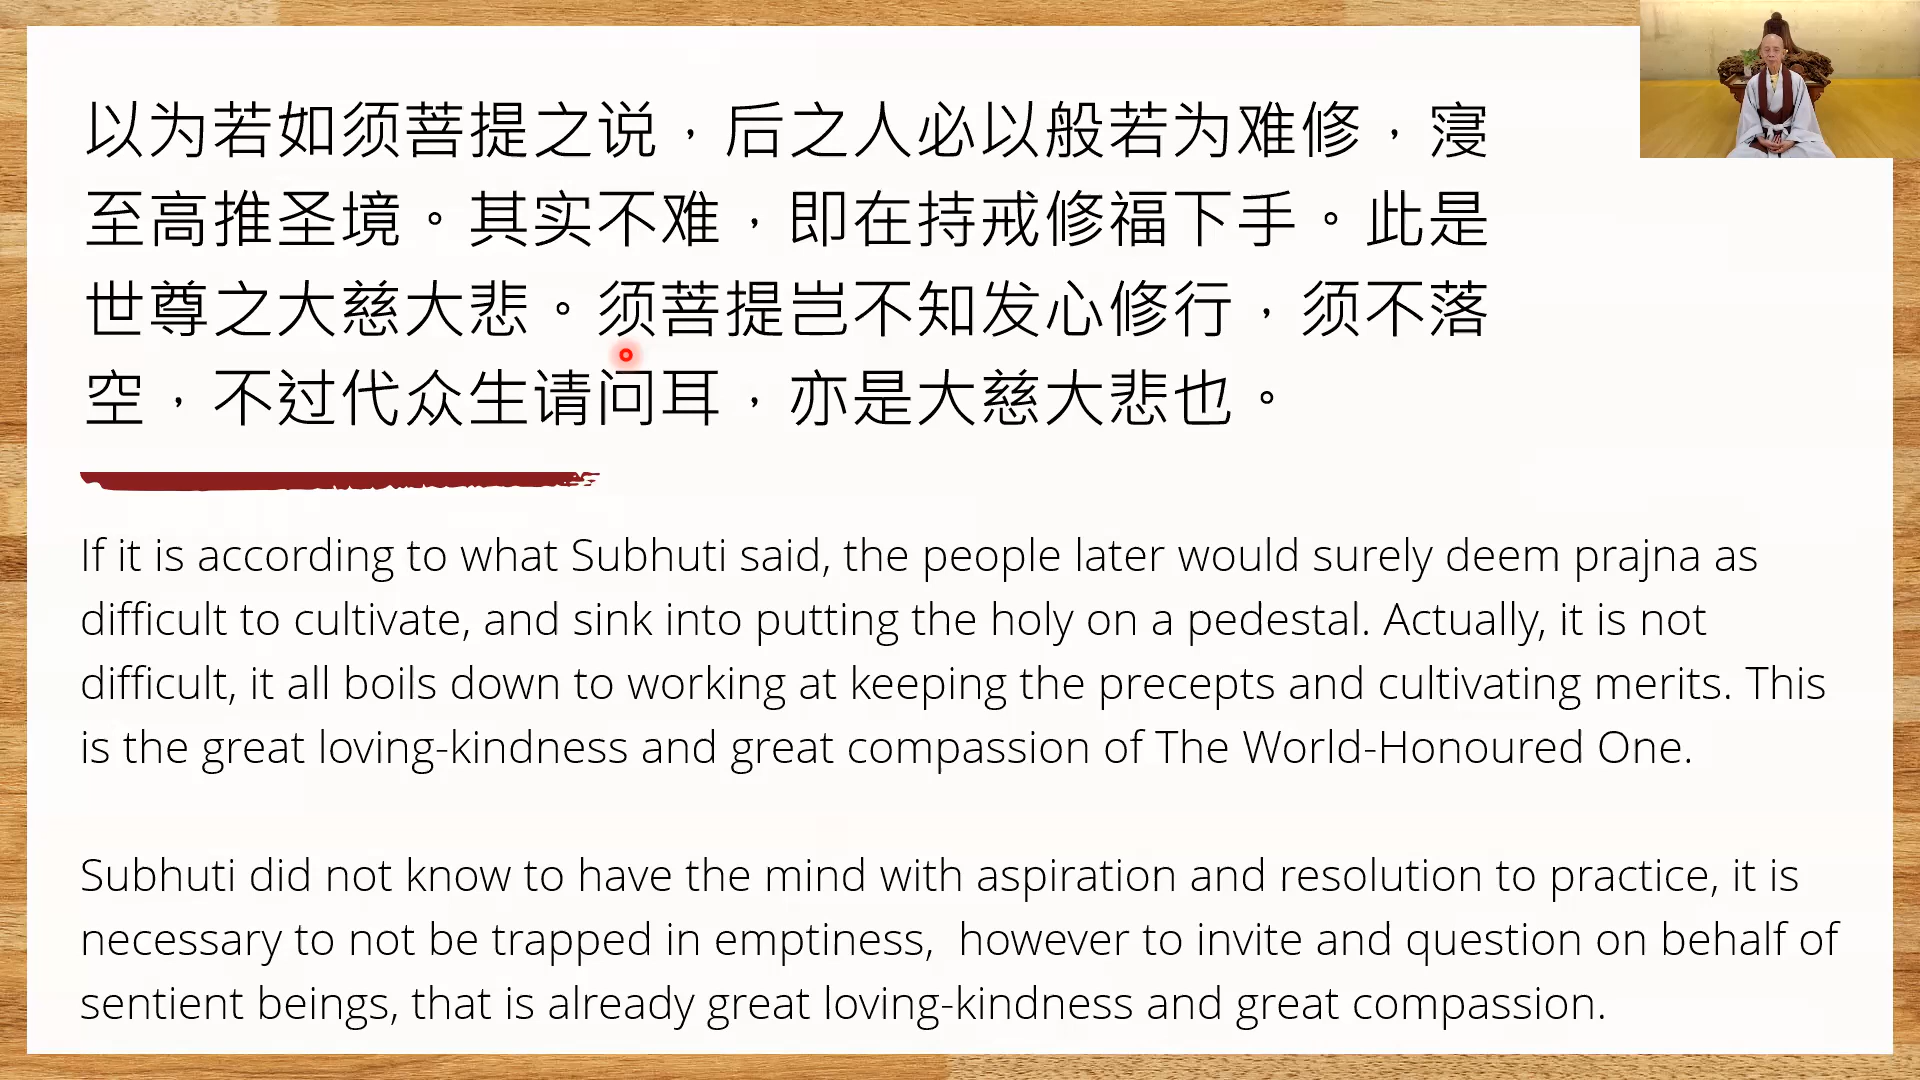 以为若如须菩提之说，后之人必以般若为难修，寖
至高推圣境。其实不难，即在持戒修福下手。此是
世尊之大慈大悲。须菩提岂不知发心修行，须不落
空，不过代众生请问耳，亦是大慈大悲也。
If it is according to what Subhuti said, the people later would surely deem prajna as
difficult to cultivate, and sink into putting the holy on a pedestal. Actually, it is not
difficult, it all boils down to working at keeping the precepts and cultivating merits. This
is the great loving-kindness and great compassion of The World-Honoured One.
Subhuti did not know to have the mind with aspiration and resolution to practice, it is
necessary to not be trapped in emptiness,  however to invite and question on behalf of
sentient beings, that is already great loving-kindness and great compassion.